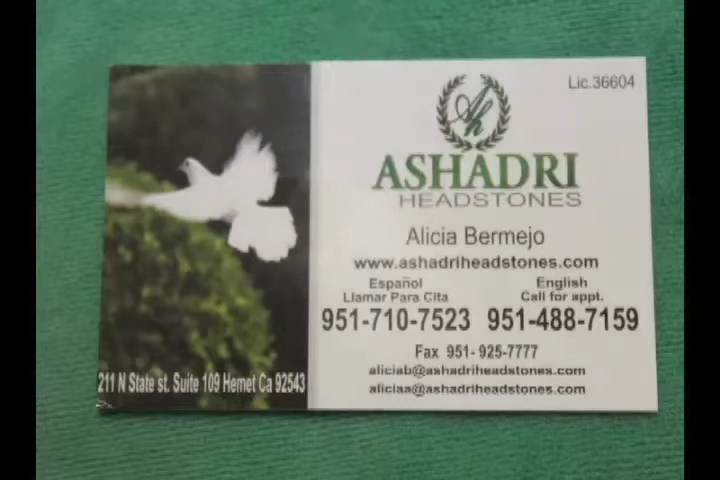 Lic.36604
Ah
ASHADRI
HEADSTONES
Alicia Bermejo
www.ashadriheadstones.com
Español English
Llamar Para Cita Call for appt.
951-710-7523 951-488-7159
Fax 951-925-7777
aliciab@ashadriheadstones.com
aliciaa@ashadriheadstones.com
211 N State st. Suite 109 Hemet Ca 92543